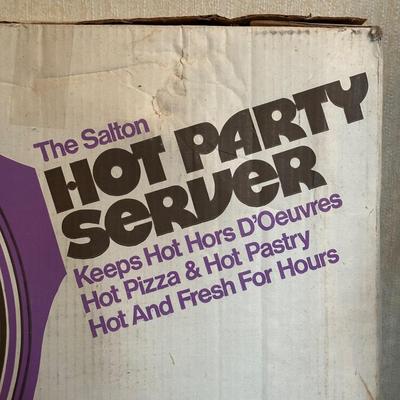 The Salton
HOT PARTY
SERVER
Keeps Hot Hors D'Oeuvres
Hot Pizza & Hot Pastry
Hot And Fresh For Hours